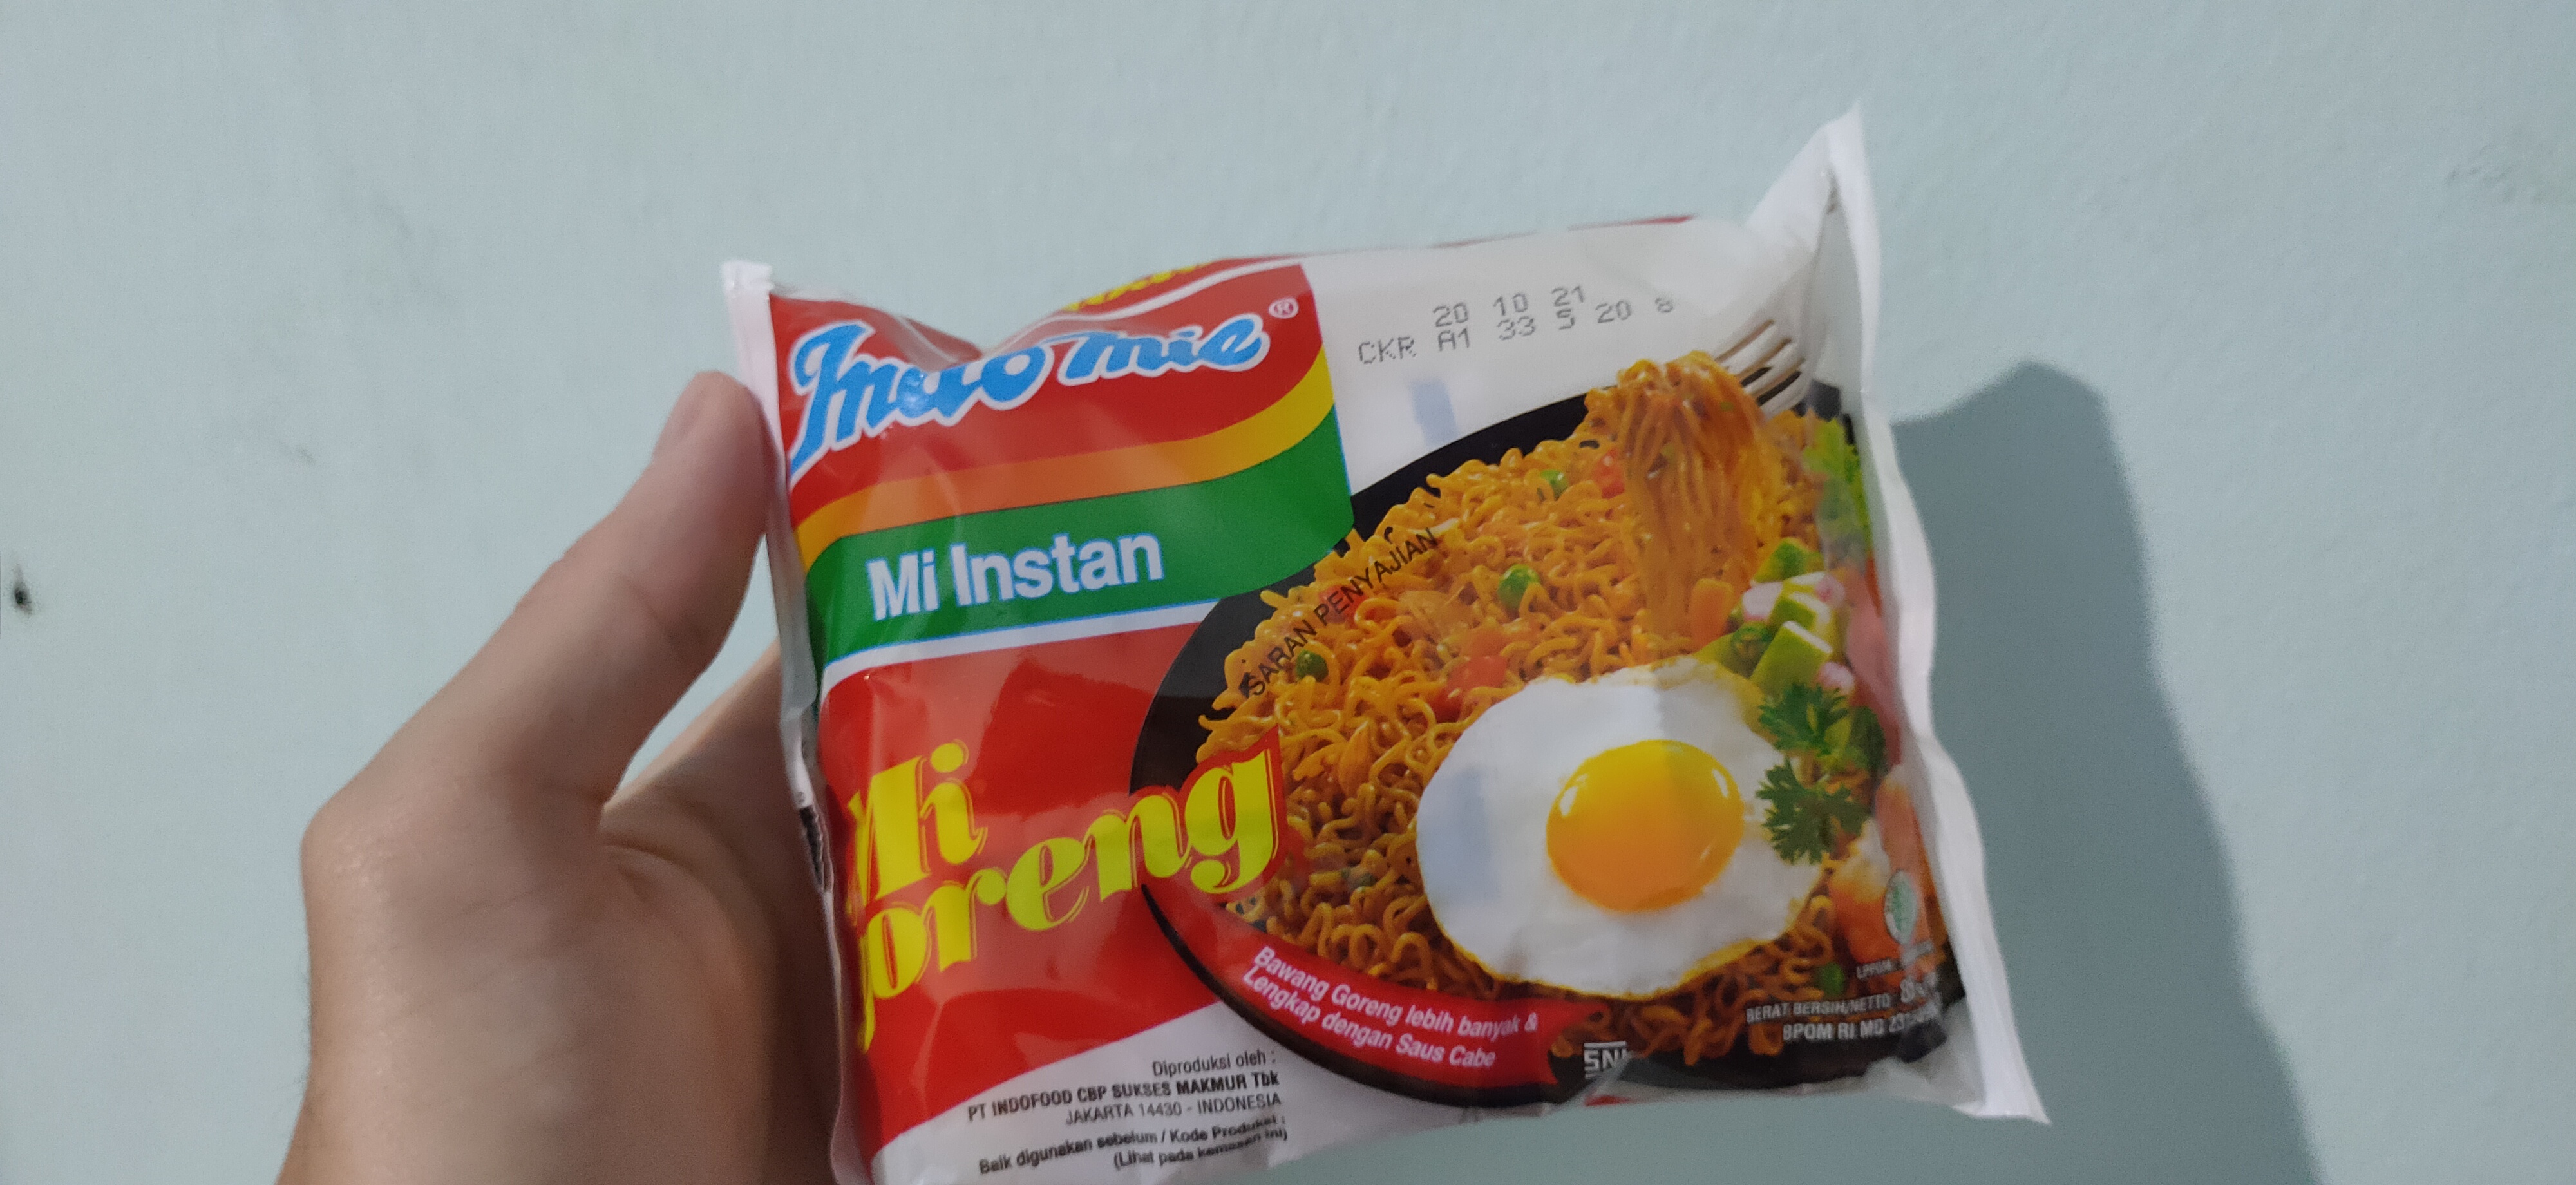 Indomie®
20 10 21
CKR A1 33 5 20 8
Mi Instan
SARAN PENYAJIAN
Mi
goreng
Bawang Goreng lebih banyak &
Lengkap dengan Saus Cabe
Diproduksi oleh :
PT INDOFOOD CBP SUKSES MAKMUR Tbk
JAKARTA 14430 - INDONESIA
Baik digunakan sebelum / Kode Produksi :
(Lihat pada kemasan ini)
SNI
LPPOM
BERAT BERSIH/NETTO
BPOM RI MD